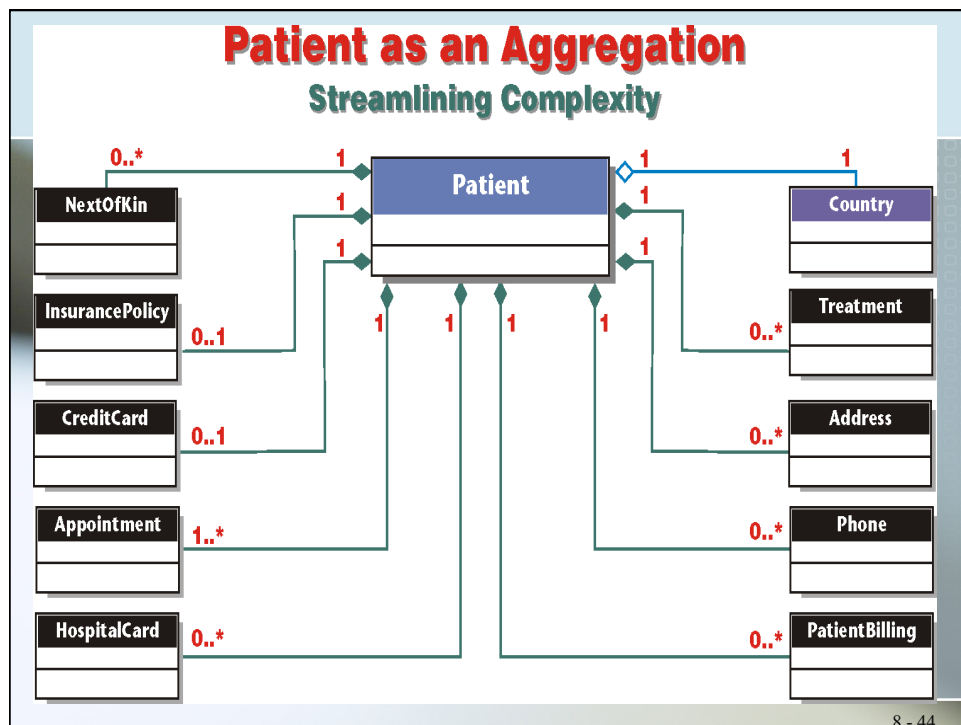 Patient as an Aggregation
Streamlining Complexity
0..* 1 1 1
Patient
NextOfKin 1 1 Country
1 1
InsurancePolicy Treatment
0..1 1 1 1 1 0..*
CreditCard Address
0..1 0..*
Appointment Phone
1..* 0..*
HospitalCard PatientBilling
0..* 0..*
8 - 44